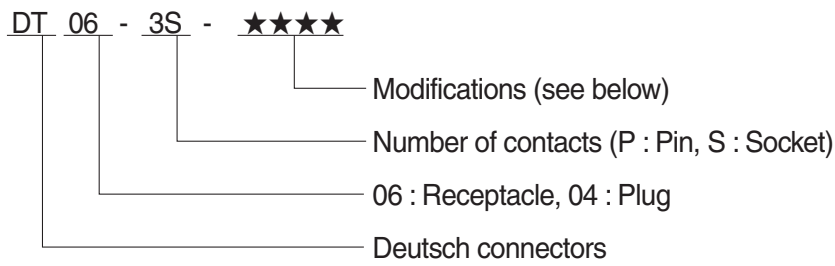 DT 06 - 3S - ★★★★
Modifications (see below)
Number of contacts (P : Pin, S : Socket)
06 : Receptacle, 04 : Plug
Deutsch connectors